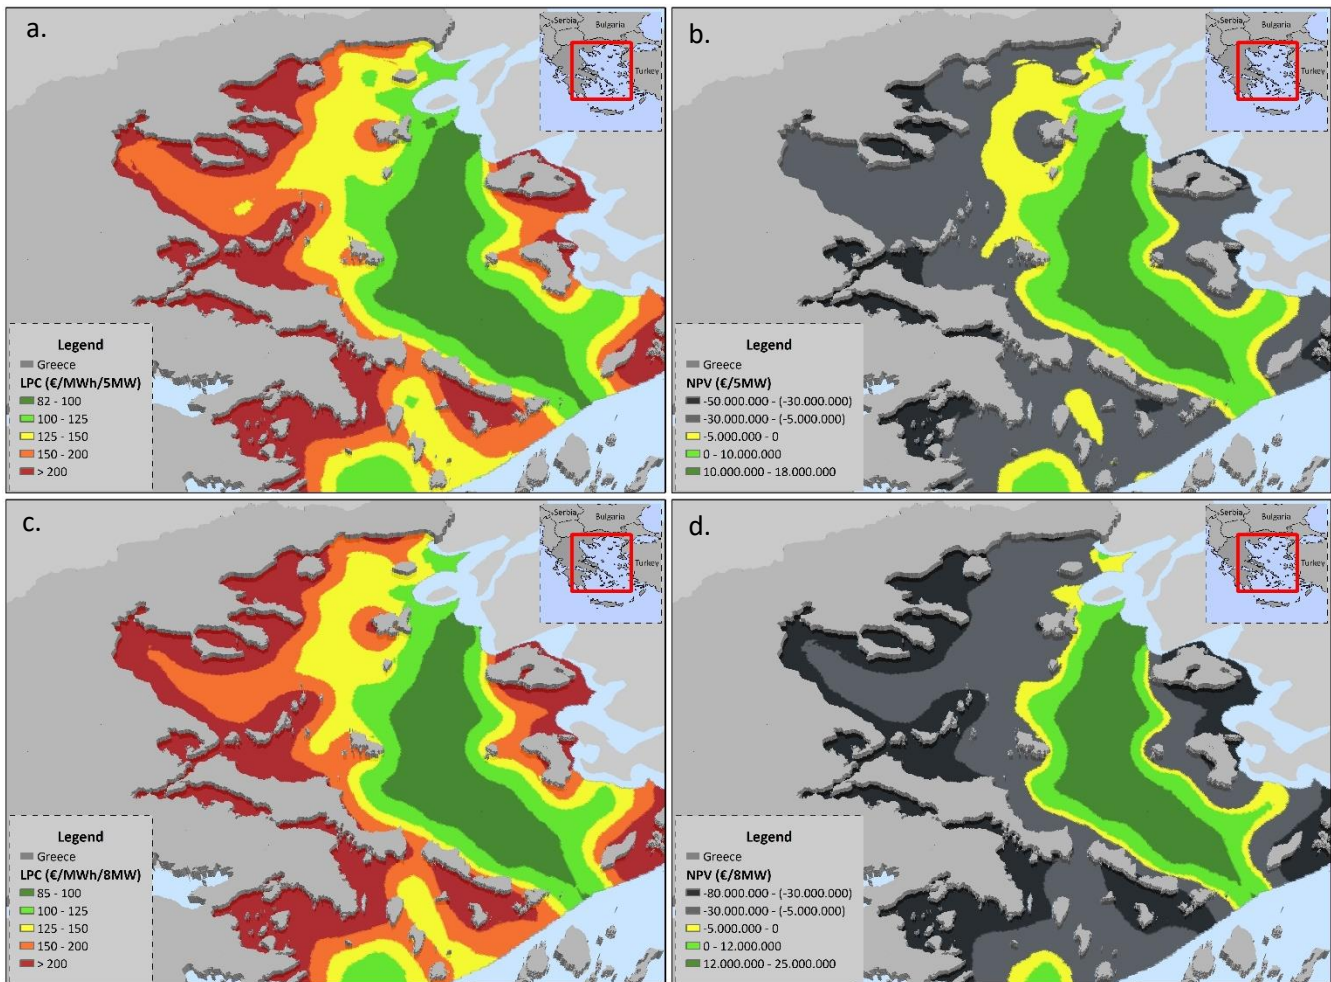 a.
Serbia
Bulgaria
Turkey
Legend
Greece
LPC (€/MWh/5MW)
82 - 100
100 - 125
125 - 150
150 - 200
> 200
b.
Serbia
Bulgaria
Turkey
Legend
Greece
NPV (€/5MW)
-50.000.000 - (-30.000.000)
-30.000.000 - (-5.000.000)
-5.000.000 - 0
0 - 10.000.000
10.000.000 - 18.000.000
c.
Serbia
Bulgaria
Turkey
Legend
Greece
LPC (€/MWh/8MW)
85 - 100
100 - 125
125 - 150
150 - 200
> 200
d.
Serbia
Bulgaria
Turkey
Legend
Greece
NPV (€/8MW)
-80.000.000 - (-30.000.000)
-30.000.000 - (-5.000.000)
-5.000.000 - 0
0 - 12.000.000
12.000.000 - 25.000.000